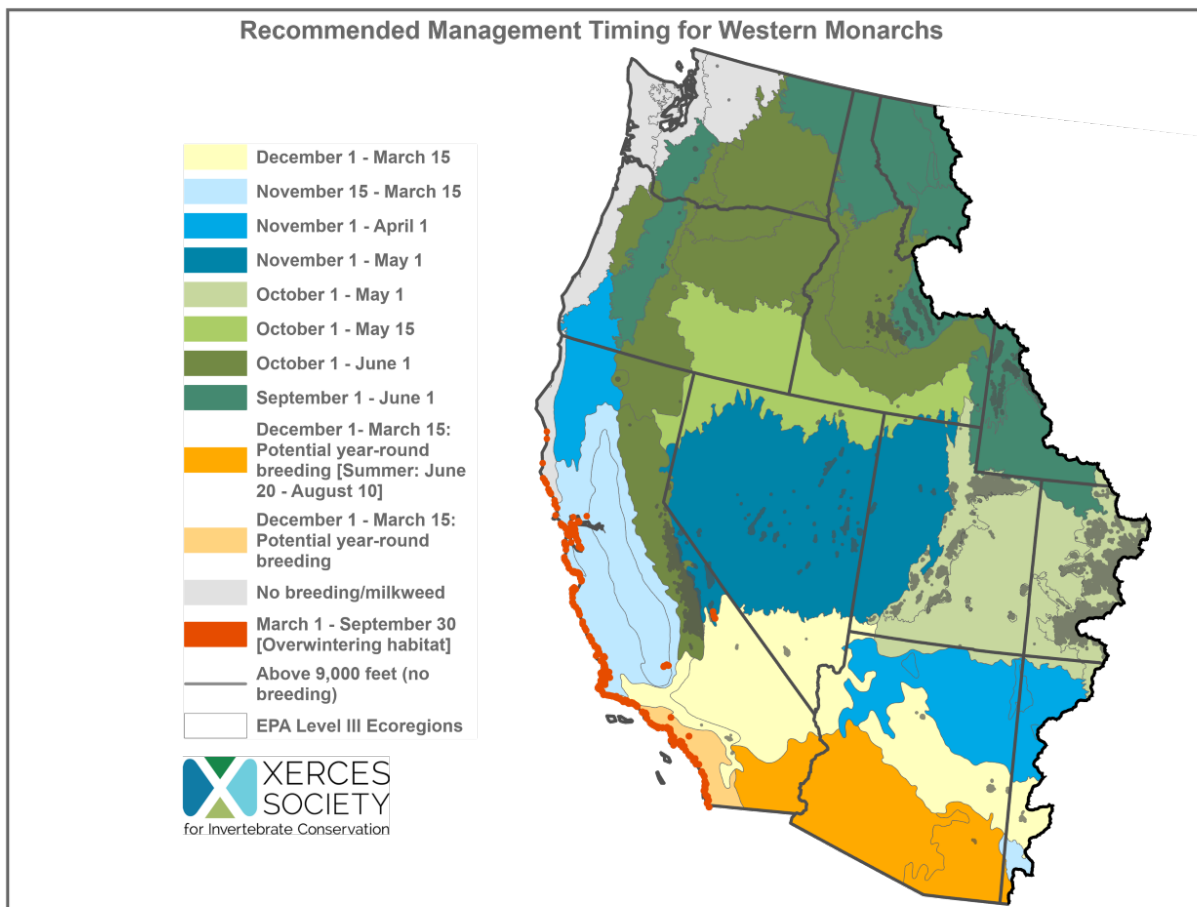 Recommended Management Timing for Western Monarchs
December 1 - March 15
November 15 - March 15
November 1 - April 1
November 1 - May 1
October 1 - May 1
October 1 - May 15
October 1 - June 1
September 1 - June 1
December 1- March 15:
Potential year-round
breeding [Summer: June
20 - August 10]
December 1 - March 15:
Potential year-round
breeding
No breeding/milkweed
March 1 - September 30
[Overwintering habitat]
Above 9,000 feet (no
breeding)
EPA Level III Ecoregions
XERCES
SOCIETY
for Invertebrate Conservation